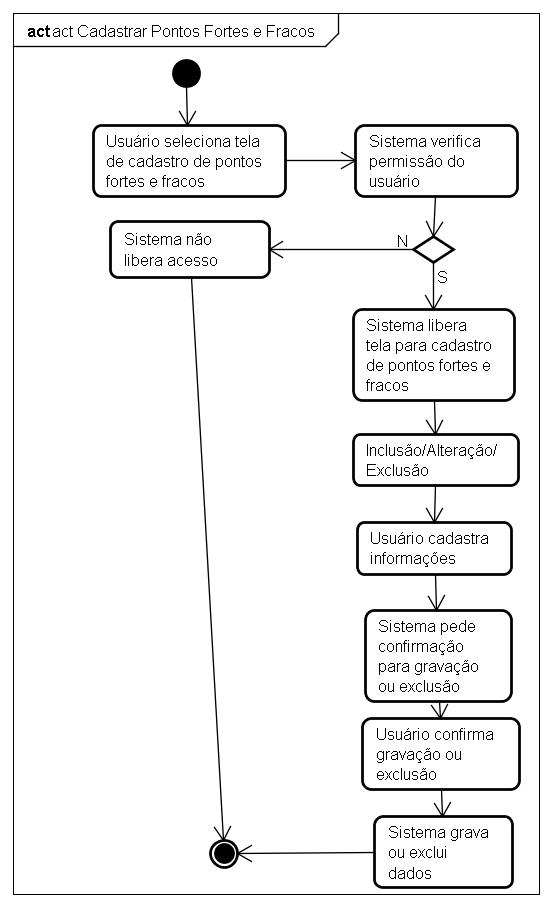 act act Cadastrar Pontos Fortes e Fracos
Usuário seleciona tela
de cadastro de pontos
fortes e fracos
Sistema verifica
permissão do
usuário
Sistema não
libera acesso
N
S
Sistema libera
tela para cadastro
de pontos fortes e
fracos
Inclusão/Alteração/
Exclusão
Usuário cadastra
informações
Sistema pede
confirmação
para gravação
ou exclusão
Usuário confirma
gravação ou
exclusão
Sistema grava
ou exclui
dados